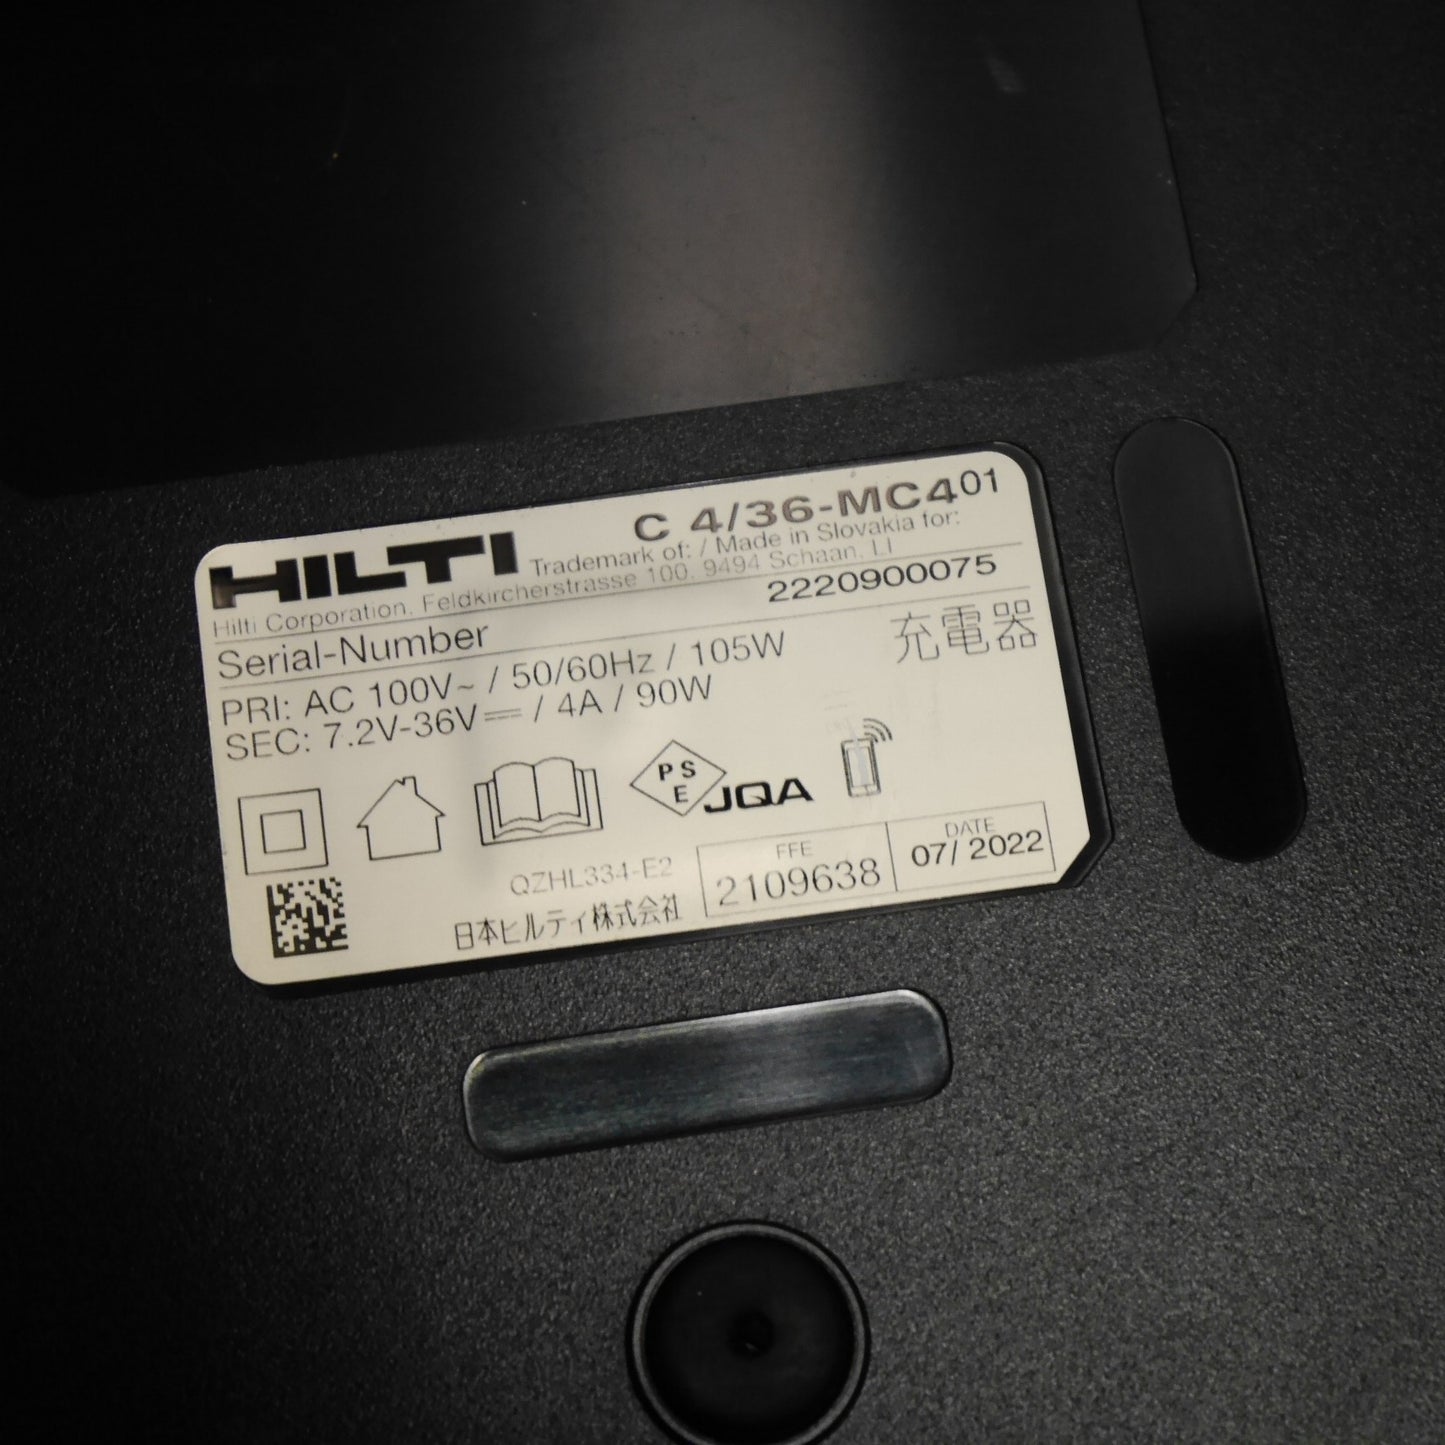 HILTI
C 4/36-MC4 01
Trademark of: / Made in Slovakia for:
Hilti Corporation, Feldkircherstrasse 100, 9494 Schaan, LI
Serial-Number 2220900075
PRI: AC 100V~ / 50/60Hz / 105W
SEC: 7.2V-36V⎓ / 4A / 90W
充電器
PS
E
JQA
QZHL334-E2
日本ヒルティ株式会社
FFE
2109638
DATE
07/2022